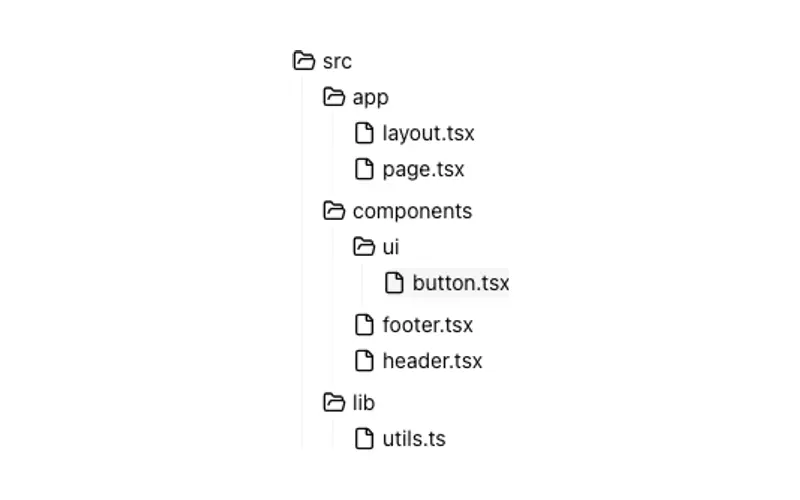 src
app
layout.tsx
page.tsx
components
ui
button.tsx
footer.tsx
header.tsx
lib
utils.ts